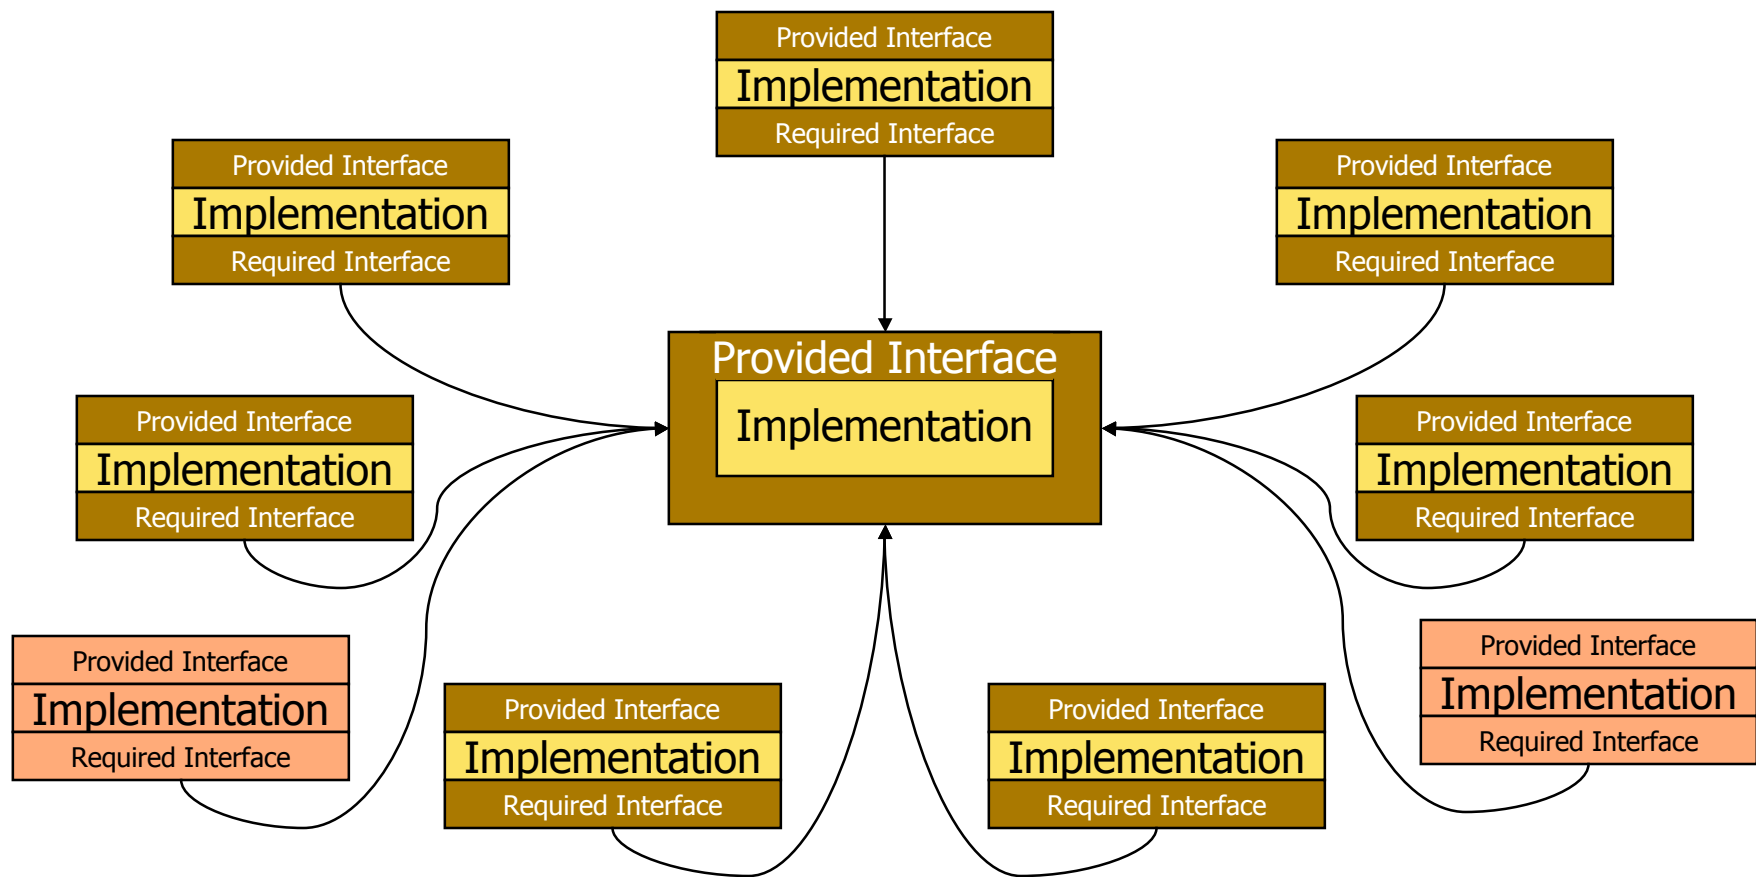 Provided Interface
Implementation
Required Interface
Provided Interface
Implementation
Required Interface
Provided Interface
Implementation
Required Interface
Provided Interface
Implementation
Provided Interface
Implementation
Required Interface
Provided Interface
Implementation
Required Interface
Provided Interface
Implementation
Required Interface
Provided Interface
Implementation
Required Interface
Provided Interface
Implementation
Required Interface
Provided Interface
Implementation
Required Interface